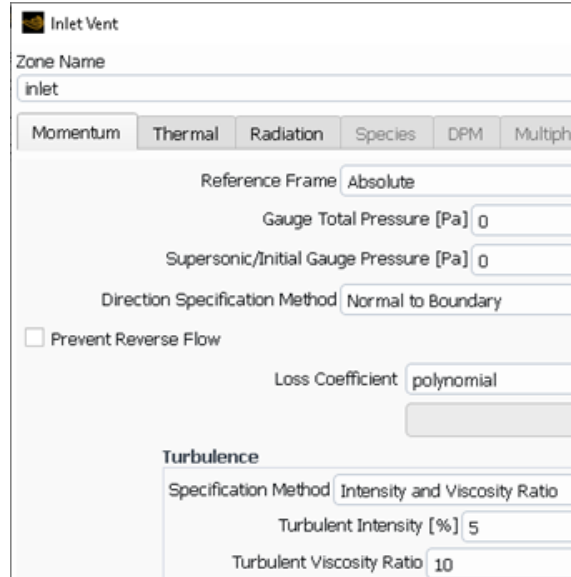 Inlet Vent
Zone Name
inlet
Momentum Thermal Radiation Species DPM Multiph
Reference Frame Absolute
Gauge Total Pressure [Pa] 0
Supersonic/Initial Gauge Pressure [Pa] 0
Direction Specification Method Normal to Boundary
Prevent Reverse Flow
Loss Coefficient polynomial
Turbulence
Specification Method Intensity and Viscosity Ratio
Turbulent Intensity [%] 5
Turbulent Viscosity Ratio 10